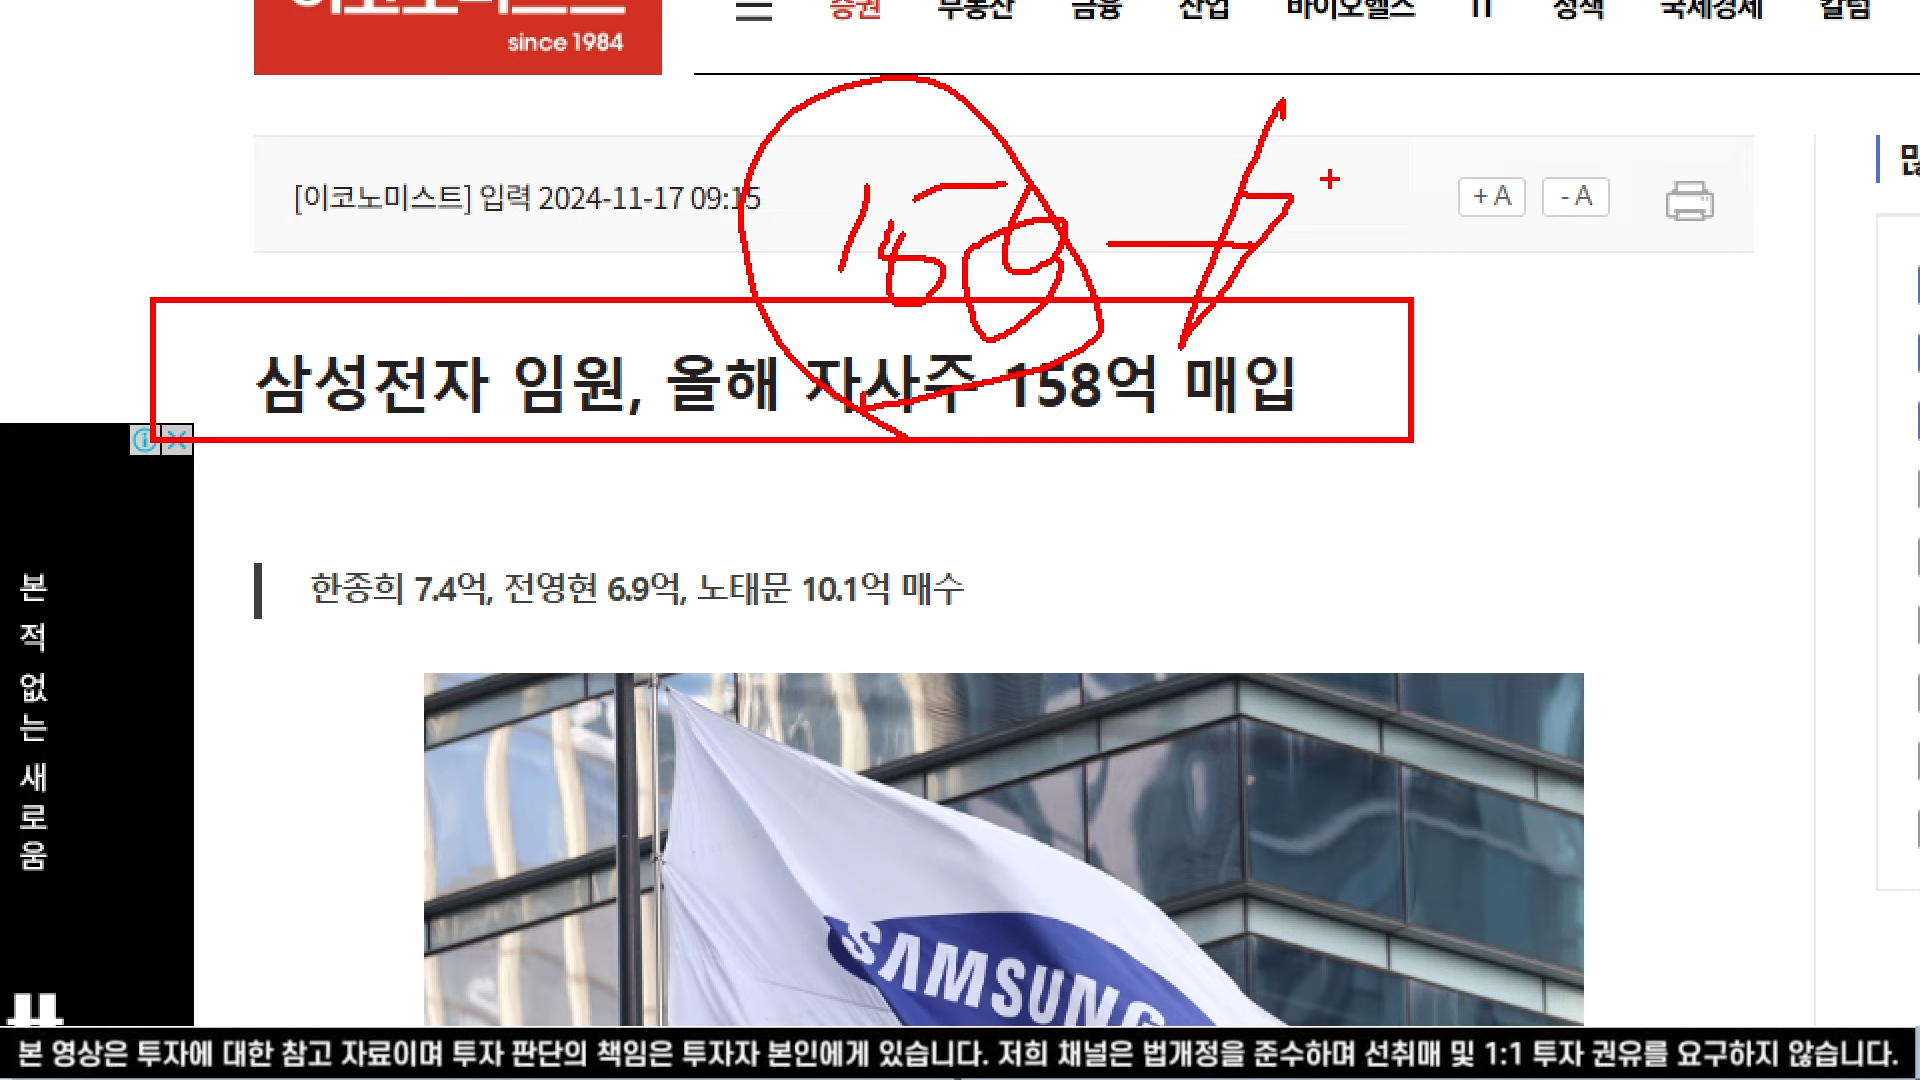 이코노미스트
since 1984
증권 부동산 금융 산업 바이오헬스 IT 정책 국제경제 칼럼
[이코노미스트] 입력 2024-11-17 09:15
+ A - A
158
삼성전자 임원, 올해 자사주 158억 매입
한종희 7.4억, 전영현 6.9억, 노태문 10.1억 매수
본 적 없는 새로움
SAMSUNG
본 영상은 투자에 대한 참고 자료이며 투자 판단의 책임은 투자자 본인에게 있습니다. 저희 채널은 법개정을 준수하며 선취매 및 1:1 투자 권유를 요구하지 않습니다.